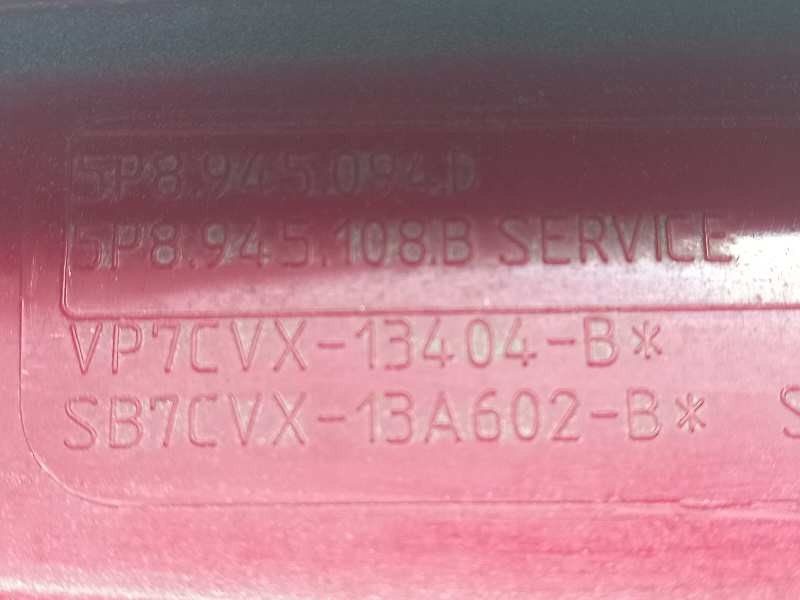 5P8.945.094.D
5P8.945.108.B SERVICE
VP7CVX-13404-B*
SB7CVX-13A602-B* S